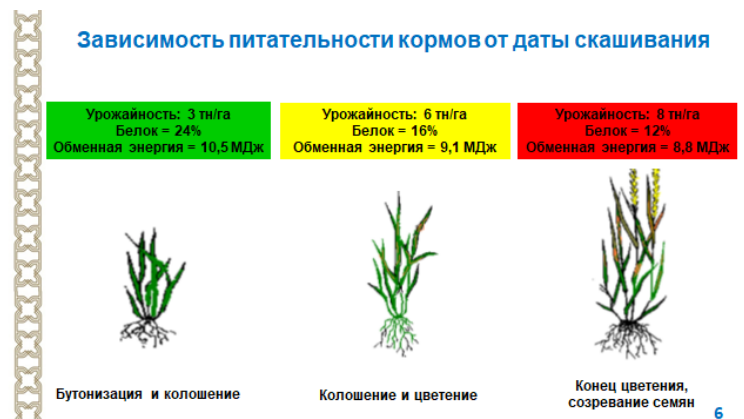 Зависимость питательности кормов от даты скашивания
Урожайность: 3 тн/га
Белок = 24%
Обменная энергия = 10,5 МДж
Урожайность: 6 тн/га
Белок = 16%
Обменная энергия = 9,1 МДж
Урожайность: 8 тн/га
Белок = 12%
Обменная энергия = 8,8 МДж
Бутонизация и колошение
Колошение и цветение
Конец цветения,
созревание семян
6